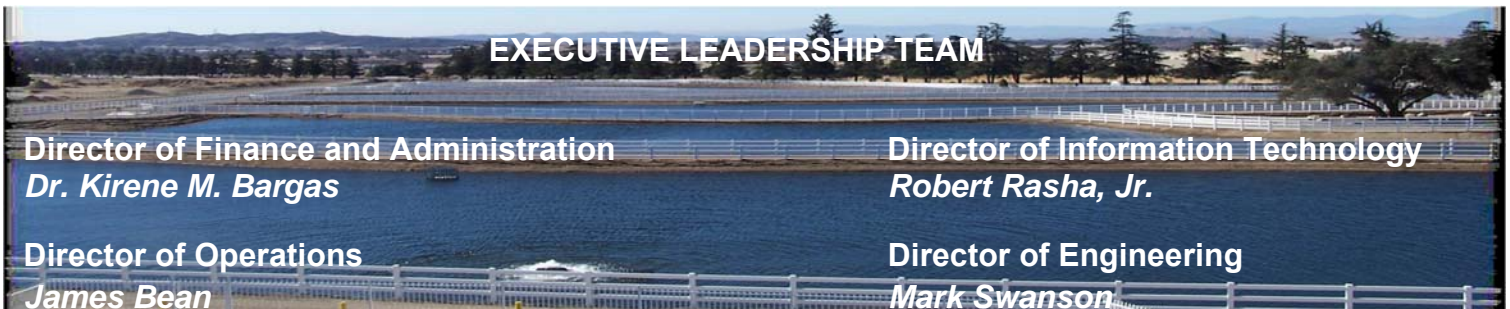 EXECUTIVE LEADERSHIP TEAM
Director of Finance and Administration
Dr. Kirene M. Bargas
Director of Information Technology
Robert Rasha, Jr.
Director of Operations
James Bean
Director of Engineering
Mark Swanson